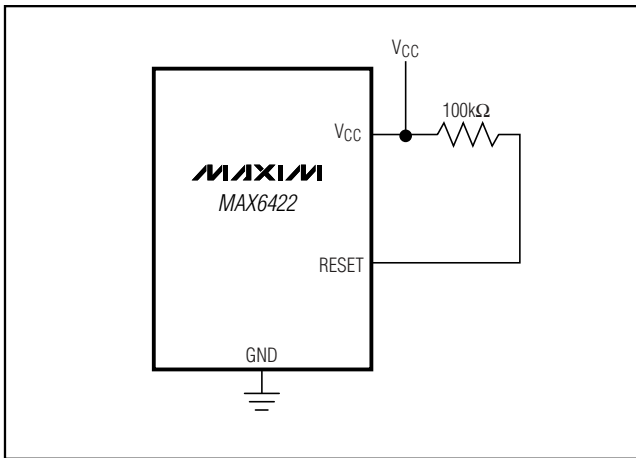 VCC
100kΩ
VCC
MAXIM
MAX6422
RESET
GND